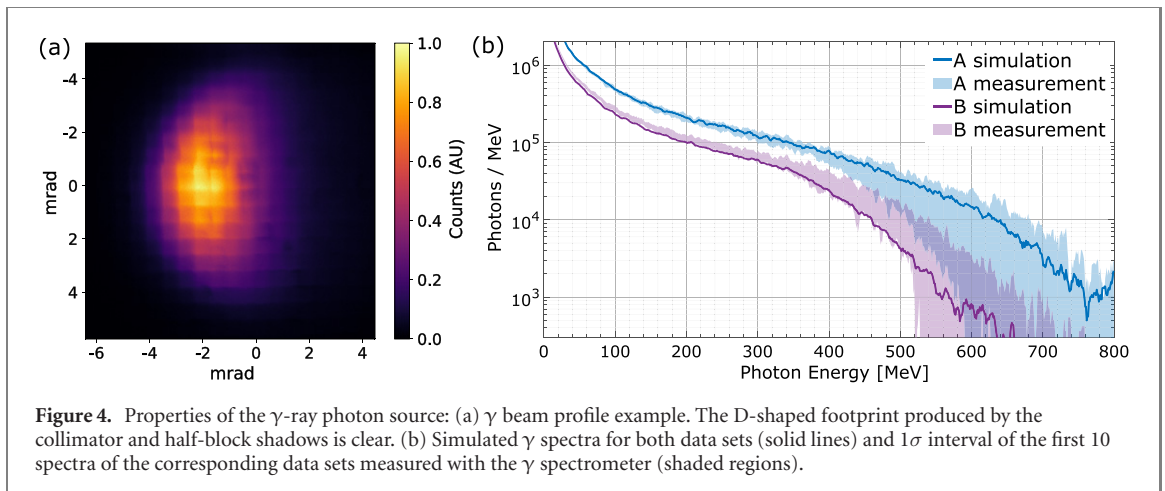 (a)
-4
-2
0
2
4
mrad
-6 -4 -2 0 2 4
mrad
1.0
0.8
0.6
0.4
0.2
0.0
Counts (AU)
(b)
10⁶
10⁵
10⁴
10³
Photons / MeV
A simulation
A measurement
B simulation
B measurement
0 100 200 300 400 500 600 700 800
Photon Energy [MeV]
Figure 4. Properties of the γ-ray photon source: (a) γ beam profile example. The D-shaped footprint produced by the
collimator and half-block shadows is clear. (b) Simulated γ spectra for both data sets (solid lines) and 1σ interval of the first 10
spectra of the corresponding data sets measured with the γ spectrometer (shaded regions).